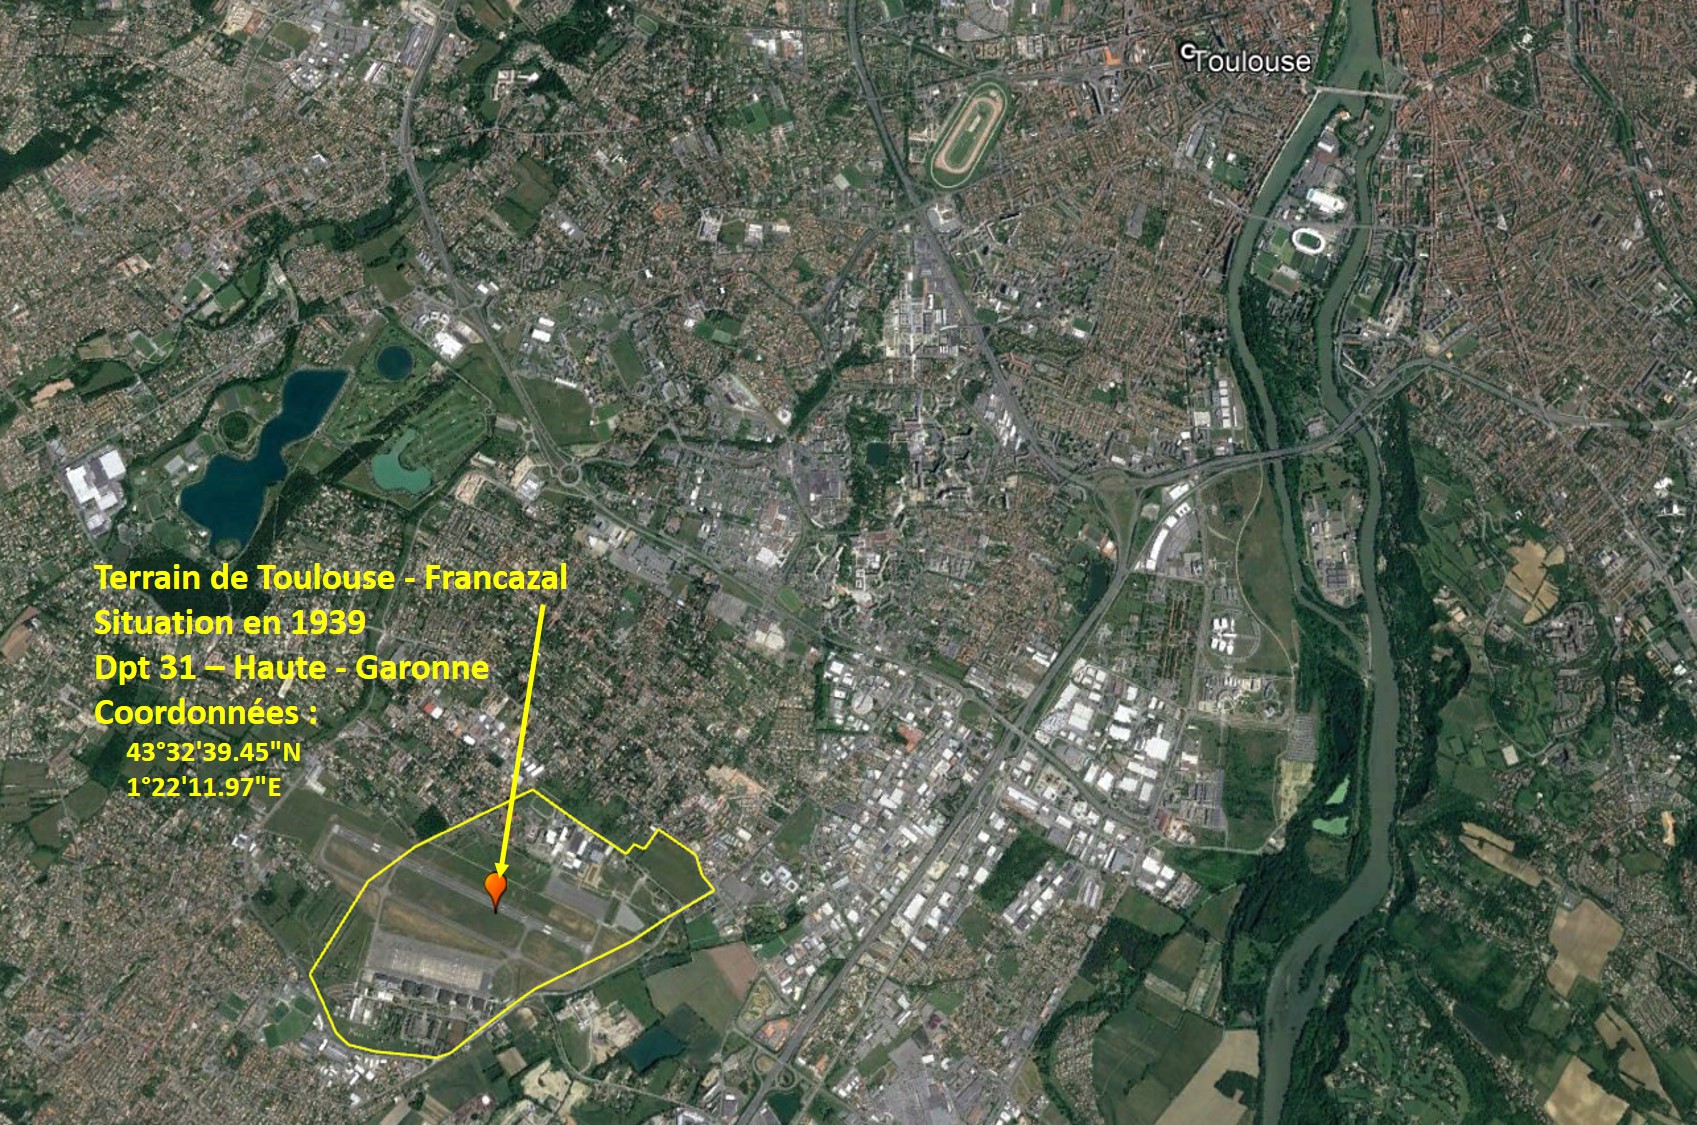 Toulouse
Terrain de Toulouse - Francazal
Situation en 1939
Dpt 31 – Haute - Garonne
Coordonnées :
43°32'39.45"N
1°22'11.97"E